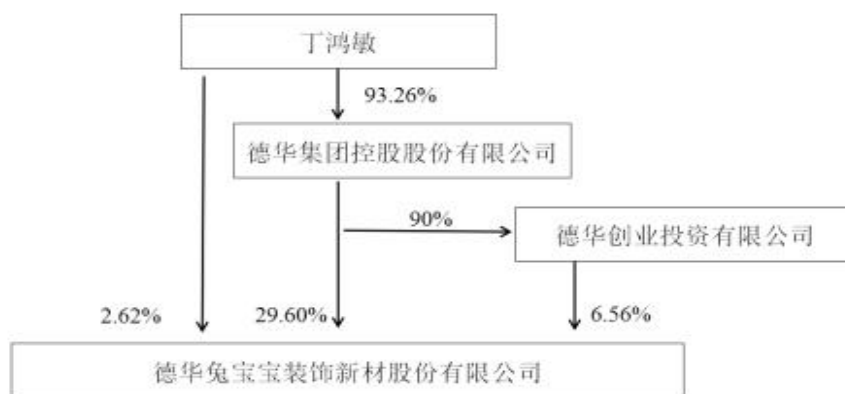 丁鸿敏
93.26%
德华集团控股股份有限公司
90%
德华创业投资有限公司
2.62%
29.60%
6.56%
德华兔宝宝装饰新材股份有限公司